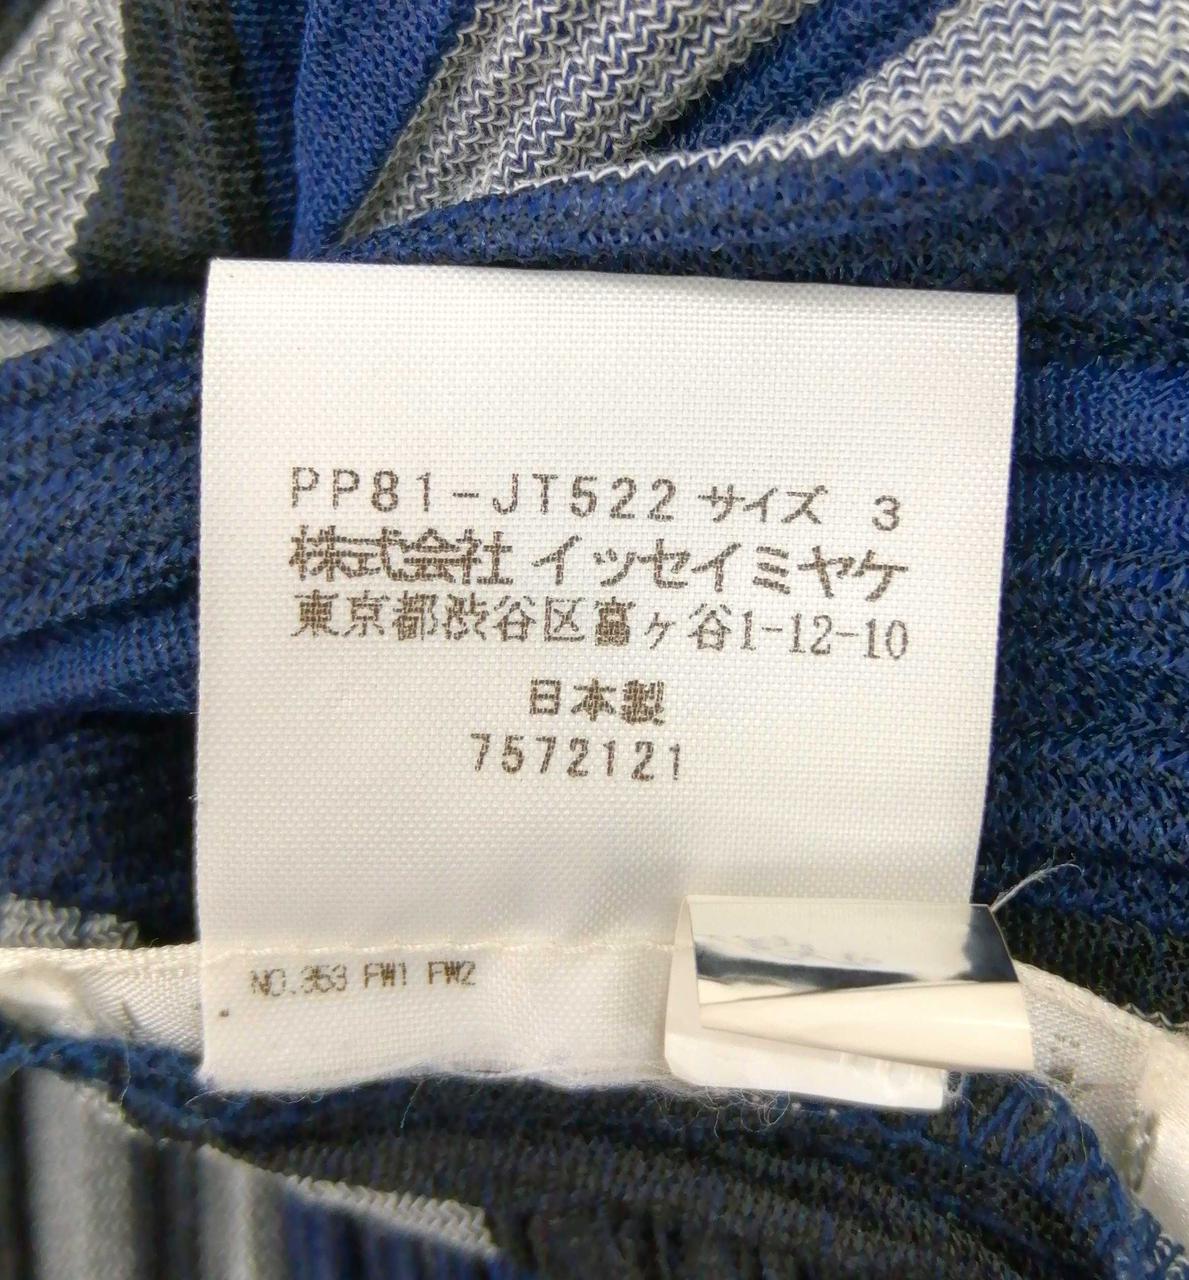 PP81-JT522 サイズ 3
株式会社 イッセイミヤケ
東京都渋谷区富ヶ谷1-12-10
日本製
7572121
NO.353 FW1 FW2